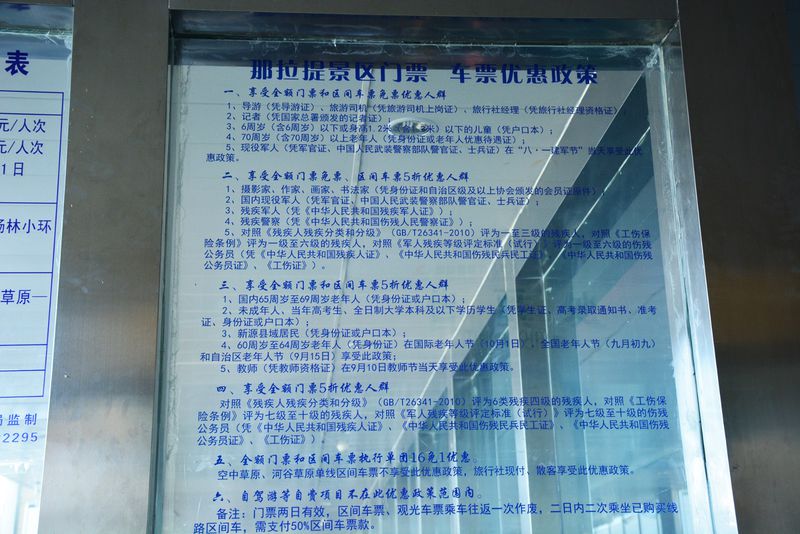 表
元/人次
元/人次
1日
杨林小环
草原—
局监制
2295
那拉提景区门票 车票优惠政策
一、享受全额门票和区间车票免票优惠人群
1、导游（凭导游证）、旅游司机（凭旅游司机上岗证）、旅行社经理（凭旅行社经理资格证）；
2、记者（凭国家总署颁发的记者证）；
3、6周岁（含6周岁）以下或身高1.2米（含1.2米）以下的儿童（凭户口本）；
4、70周岁（含70周岁）以上老年人（凭身份证或老年人优惠待遇证）；
5、现役军人（凭军官证、中国人民武装警察部队警官证、士兵证）在“八·一建军节”当天享受此优
惠政策。
二、享受全额门票免票、区间车票5折优惠人群
1、摄影家、作家、画家、书法家（凭身份证和自治区级及以上协会颁发的会员证原件）
2、国内现役军人（凭军官证、中国人民武装警察部队警官证、士兵证）；
3、残疾军人（凭《中华人民共和国残疾军人证》）；
4、残疾警察（凭《中华人民共和国残疾人民警察证》）；
5、对照《残疾人残疾分类和分级》（GB/T26341-2010）评为一至三级的残疾人，对照《工伤保
险条例》评为一级至六级的残疾人，对照《军人残疾等级评定标准（试行）》评为一级至六级的伤残
公务员（凭《中华人民共和国残疾人证》、《中华人民共和国伤残民兵民工证》、《中华人民共和国伤残
公务员证》、《工伤证》）。
三、享受全额门票和区间车票5折优惠人群
1、国内65周岁至69周岁老年人（凭身份证或户口本）；
2、未成年人、当年高考生、全日制大学本科及以下学历学生（凭学生证、高考录取通知书、准考
证、身份证或户口本）；
3、新源县域居民（凭身份证或户口本）；
4、60周岁至64周岁老年人（凭身份证）在国际老年人节（10月1日），全国老年人节（九月初九）
和自治区老年人节（9月15日）享受此政策；
5、教师（凭教师资格证）在9月10日教师节当天享受此优惠政策。
四、享受全额门票5折优惠人群
对照《残疾人残疾分类和分级》（GB/T26341-2010）评为6类残疾四级的残疾人，对照《工伤保
险条例》评为七级至十级的残疾人，对照《军人残疾等级评定标准（试行）》评为七级至十级的伤残
公务员（凭《中华人民共和国残疾人证》、《中华人民共和国伤残民兵民工证》、《中华人民共和国伤残
公务员证》、《工伤证》）；
五、全额门票和区间车票执行单团16免1优惠。
空中草原、河谷草原单线区间车票不享受此优惠政策，旅行社现付、散客享受此优惠政策。
六、自驾游等自费项目不在此优惠政策范围内。
备注：门票两日有效，区间车票、观光车票乘车往返一次作废，二日内二次乘坐已购买线
路区间车，需支付50%区间车票款。